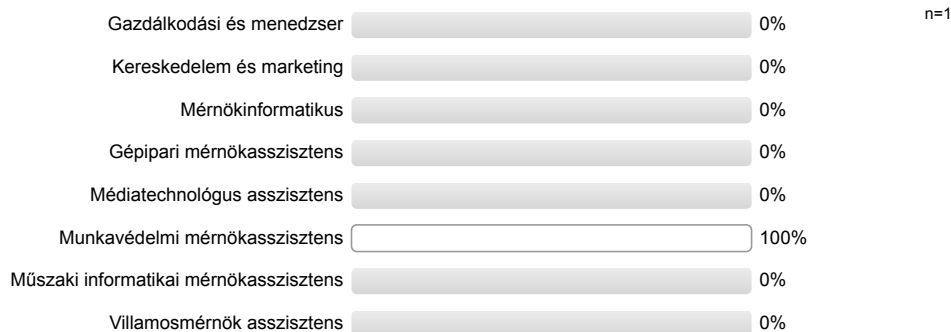 n=1
Gazdálkodási és menedzser 0%
Kereskedelem és marketing 0%
Mérnökinformatikus 0%
Gépipari mérnökasszisztens 0%
Médiatechnológus asszisztens 0%
Munkavédelmi mérnökasszisztens 100%
Műszaki informatikai mérnökasszisztens 0%
Villamosmérnök asszisztens 0%